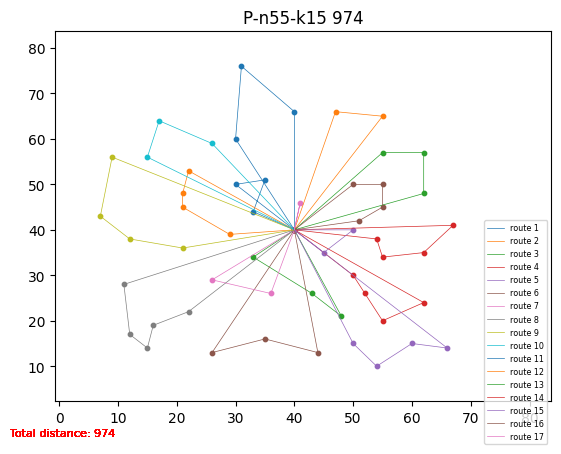 P-n55-k15 974
80
70
60
50
40
30
20
10
0
10
20
30
40
50
60
70
80
route 1
route 2
route 3
route 4
route 5
route 6
route 7
route 8
route 9
route 10
route 11
route 12
route 13
route 14
route 15
route 16
route 17
Total distance: 974